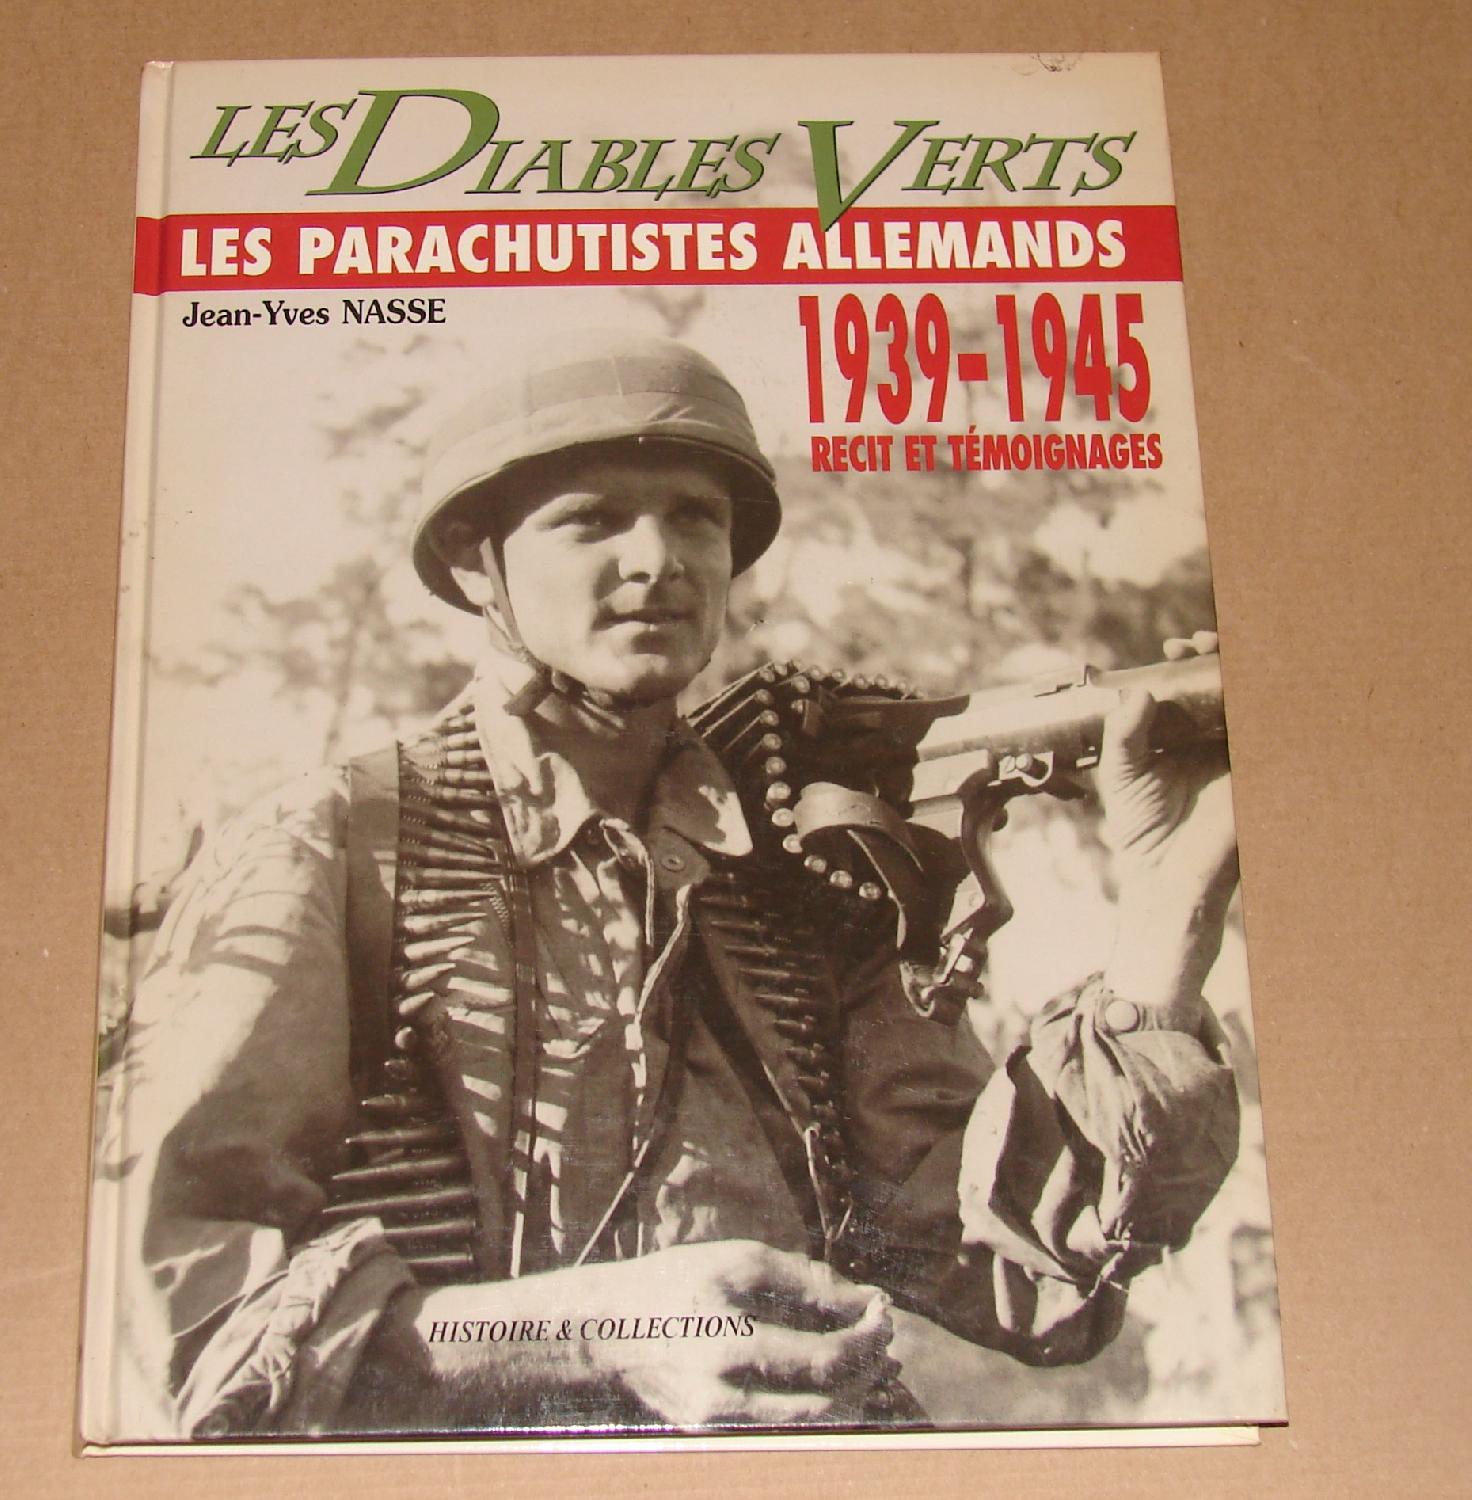 LES DIABLES VERTS
LES PARACHUTISTES ALLEMANDS
Jean-Yves NASSE
1939-1945
RECIT ET TÉMOIGNAGES
HISTOIRE & COLLECTIONS